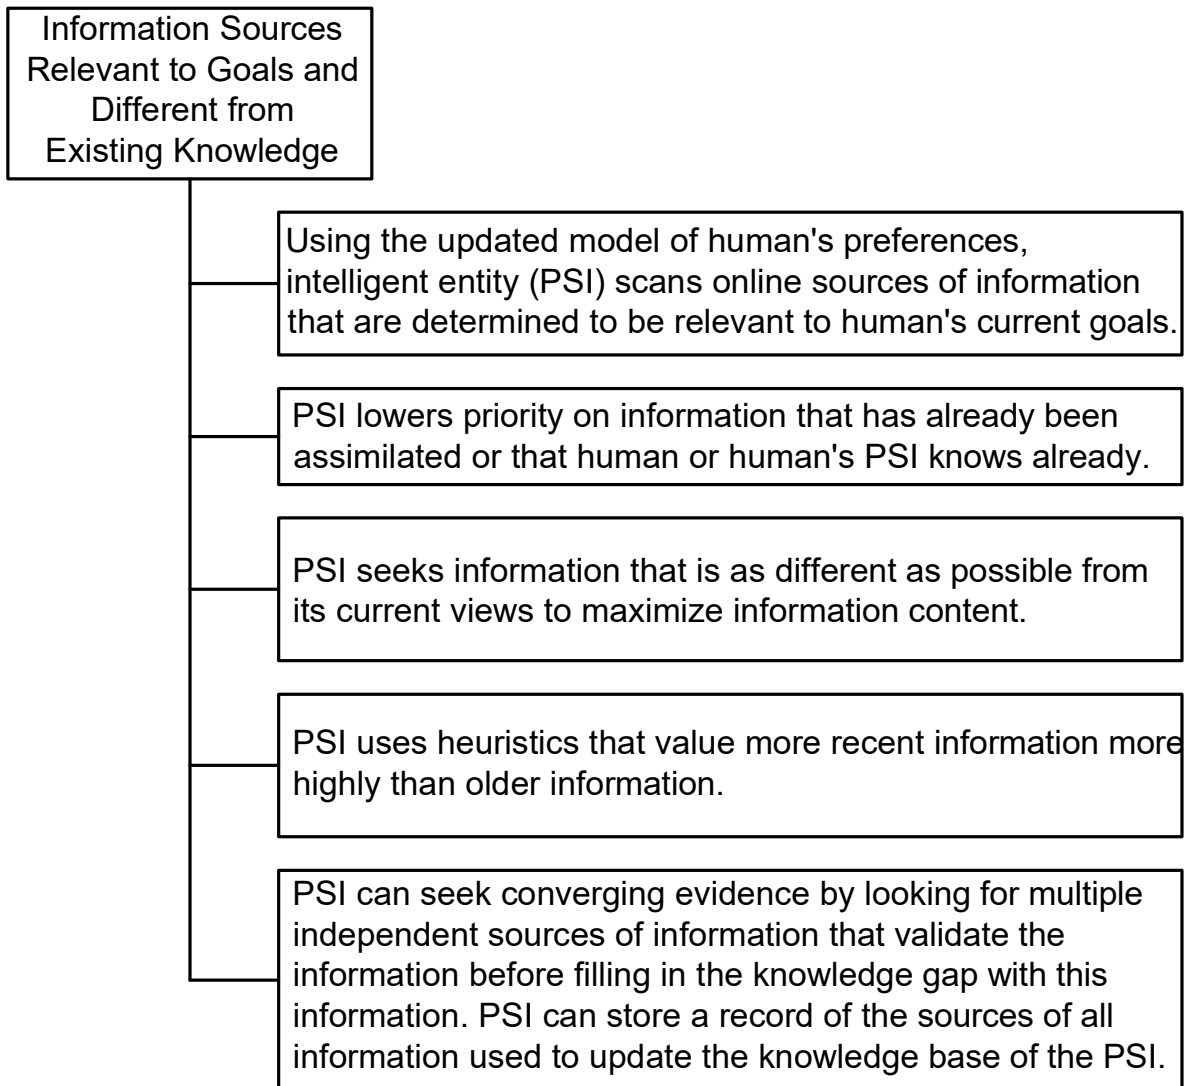 Information Sources
Relevant to Goals and
Different from
Existing Knowledge
Using the updated model of human's preferences,
intelligent entity (PSI) scans online sources of information
that are determined to be relevant to human's current goals.
PSI lowers priority on information that has already been
assimilated or that human or human's PSI knows already.
PSI seeks information that is as different as possible from
its current views to maximize information content.
PSI uses heuristics that value more recent information more
highly than older information.
PSI can seek converging evidence by looking for multiple
independent sources of information that validate the
information before filling in the knowledge gap with this
information. PSI can store a record of the sources of all
information used to update the knowledge base of the PSI.